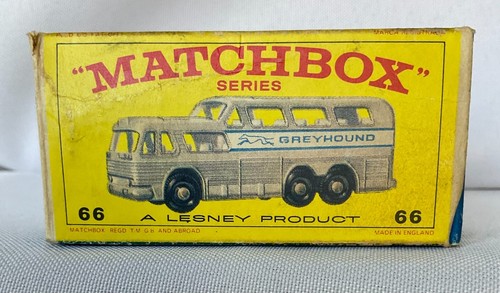 "MATCHBOX"
SERIES
GREYHOUND
66 A LESNEY PRODUCT 66
MATCHBOX REGD T.M. G.B. AND ABROAD MADE IN ENGLAND